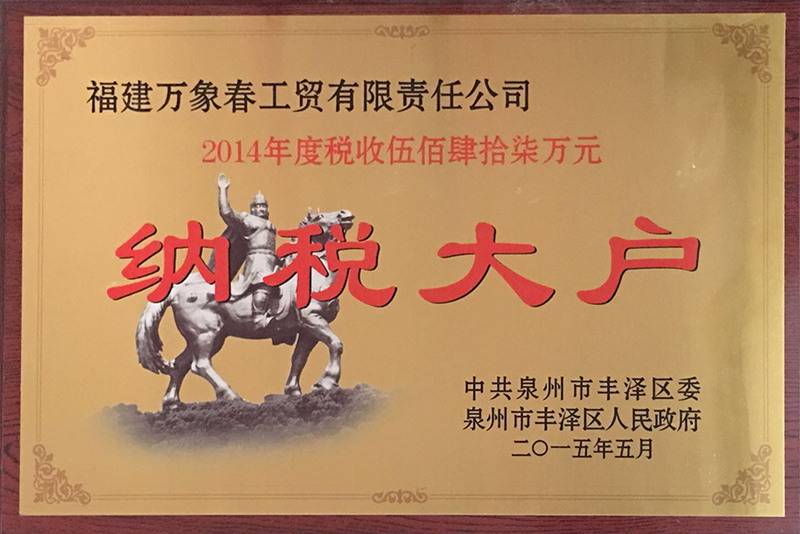 福建万象春工贸有限责任公司
2014年度税收伍佰肆拾柒万元
纳税大户
中共泉州市丰泽区委
泉州市丰泽区人民政府
二〇一五年五月